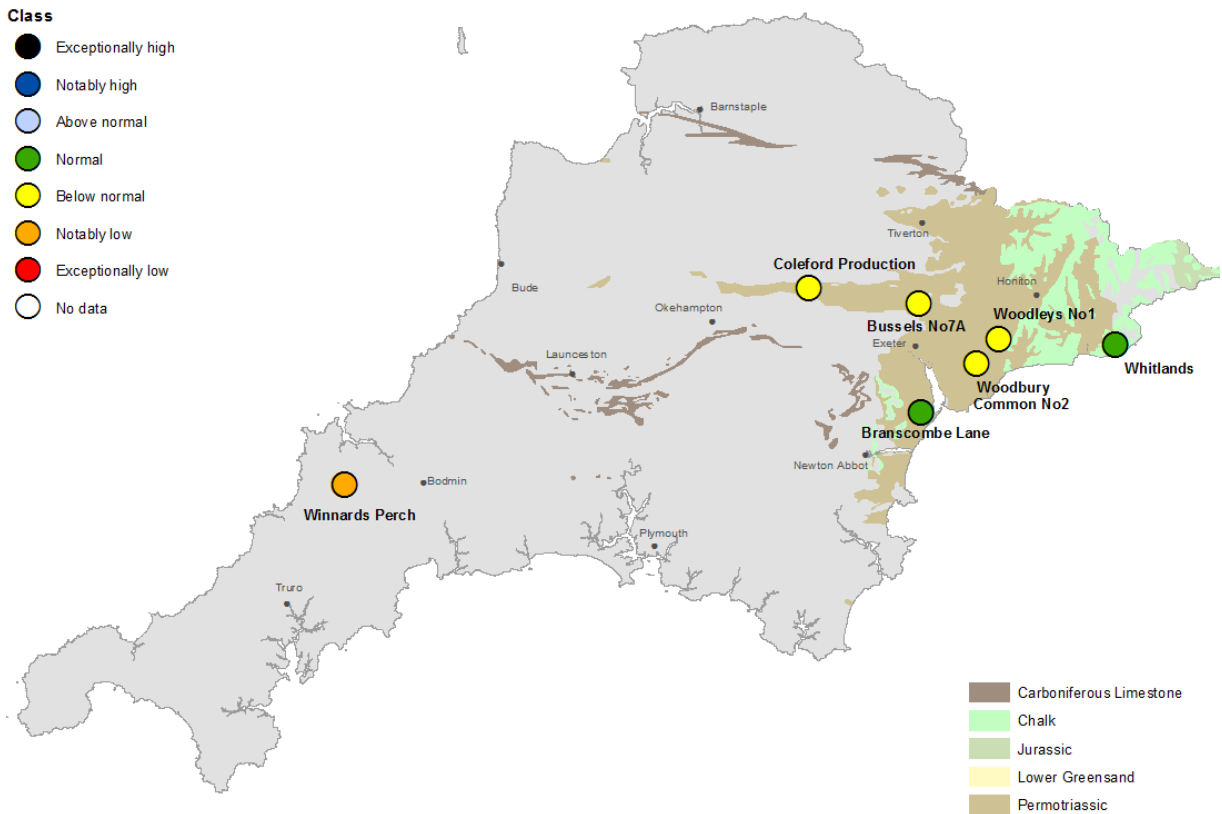 Class
Exceptionally high
Notably high
Above normal
Normal
Below normal
Notably low
Exceptionally low
No data
Barnstaple
Tiverton
Coleford Production
Bude
Honiton
Okehampton
Woodleys No1
Bussels No7A
Exeter
Launceston
Whitlands
Woodbury
Common No2
Branscombe Lane
Newton Abbot
Bodmin
Winnards Perch
Plymouth
Truro
Carboniferous Limestone
Chalk
Jurassic
Lower Greensand
Permotriassic